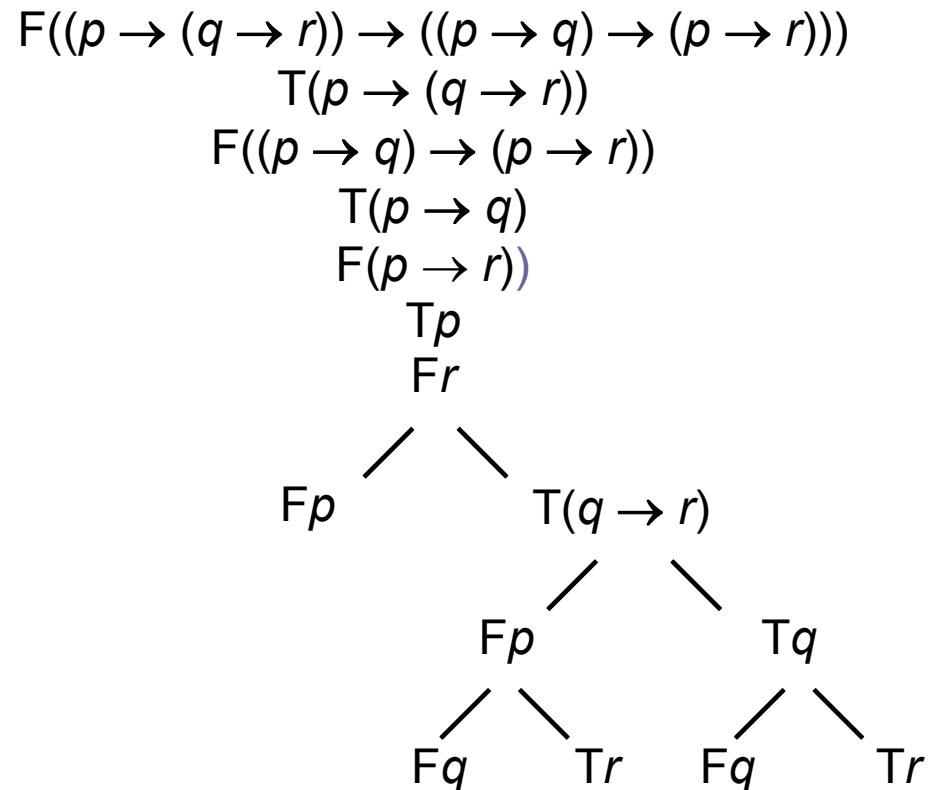 F((p → (q → r)) → ((p → q) → (p → r)))
T(p → (q → r))
F((p → q) → (p → r))
T(p → q)
F(p → r))
Tp
Fr
Fp T(q → r)
Fp Tq
Fq Tr Fq Tr